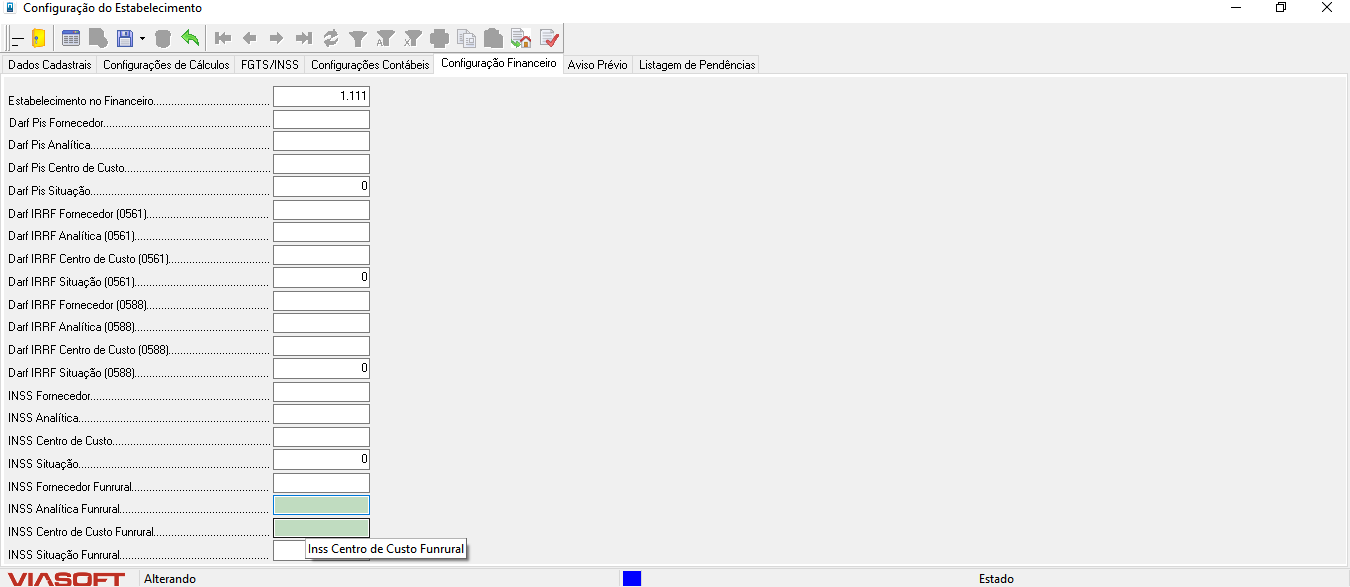 Configuração do Estabelecimento
Dados Cadastrais Configurações de Cálculos FGTS/INSS Configurações Contábeis Configuração Financeiro Aviso Prévio Listagem de Pendências
Estabelecimento no Financeiro 1.111
Darf Pis Fornecedor
Darf Pis Analítica
Darf Pis Centro de Custo
Darf Pis Situação 0
Darf IRRF Fornecedor (0561)
Darf IRRF Analítica (0561)
Darf IRRF Centro de Custo (0561)
Darf IRRF Situação (0561) 0
Darf IRRF Fornecedor (0588)
Darf IRRF Analítica (0588)
Darf IRRF Centro de Custo (0588)
Darf IRRF Situação (0588) 0
INSS Fornecedor
INSS Analítica
INSS Centro de Custo
INSS Situação 0
INSS Fornecedor Funrural
INSS Analítica Funrural
INSS Centro de Custo Funrural
Inss Centro de Custo Funrural
INSS Situação Funrural
VIASOFT Alterando Estado